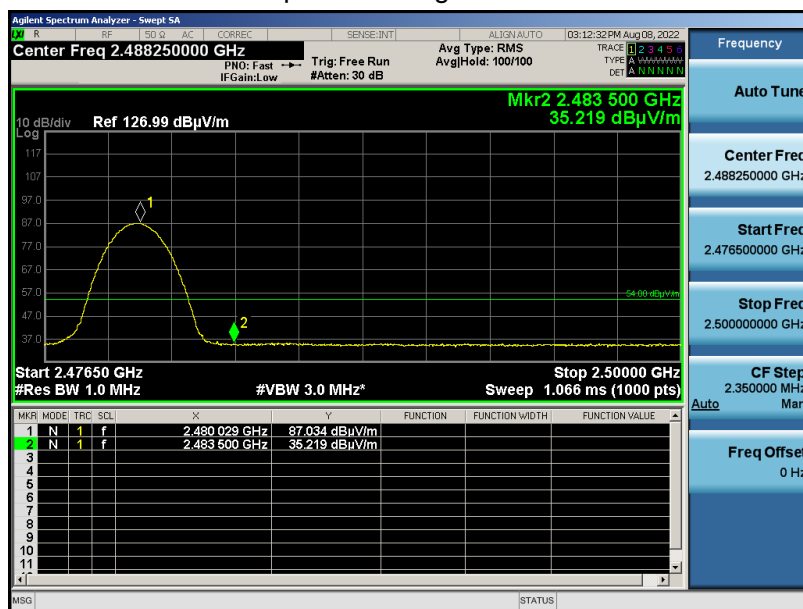 Agilent Spectrum Analyzer - Swept SA
LXI R RF 50 Ω AC CORREC SENSE:INT ALIGN AUTO 03:12:32 PM Aug 08, 2022
Center Freq 2.488250000 GHz
PNO: Fast
IFGain:Low
Trig: Free Run
#Atten: 30 dB
Avg Type: RMS
Avg|Hold: 100/100
TRACE 1 2 3 4 5 6
TYPE A
DET A N N N N N
Mkr2 2.483 500 GHz
35.219 dBµV/m
10 dB/div Ref 126.99 dBµV/m
Log
117
107
97.0
87.0
77.0
67.0
57.0
47.0
37.0
1
2
54.00 dBµV/m
Start 2.47650 GHz Stop 2.50000 GHz
#Res BW 1.0 MHz #VBW 3.0 MHz* Sweep 1.066 ms (1000 pts)
MKR MODE TRC SCL X Y FUNCTION FUNCTION WIDTH FUNCTION VALUE
1 N 1 f 2.480 029 GHz 87.034 dBµV/m
2 N 1 f 2.483 500 GHz 35.219 dBµV/m
3
4
5
6
7
8
9
10
11
MSG STATUS
Frequency
Auto Tune
Center Freq
2.488250000 GHz
Start Freq
2.476500000 GHz
Stop Freq
2.500000000 GHz
CF Step
2.350000 MHz
Auto Man
Freq Offset
0 Hz